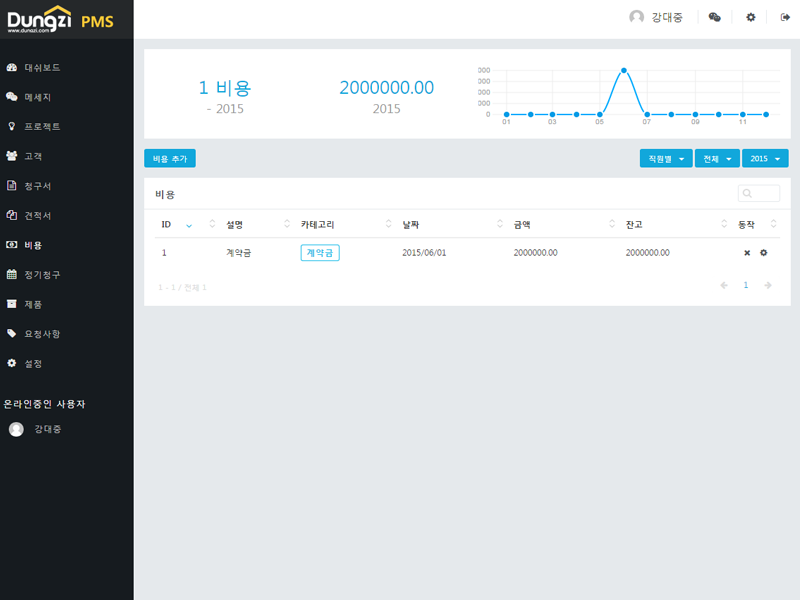 Dungzi PMS
www.dungzi.com
강대중
대쉬보드
메세지
프로젝트
고객
청구서
견적서
비용
정기청구
제품
요청사항
설정
온라인중인 사용자
강대중
1 비용
- 2015
2000000.00
2015
000
000
000
000
0
01 03 05 07 09 11
비용 추가
직원별 전체 2015
비용
ID 설명 카테고리 날짜 금액 잔고 동작
1 계약금 계약금 2015/06/01 2000000.00 2000000.00
1 - 1 / 전체 1
1